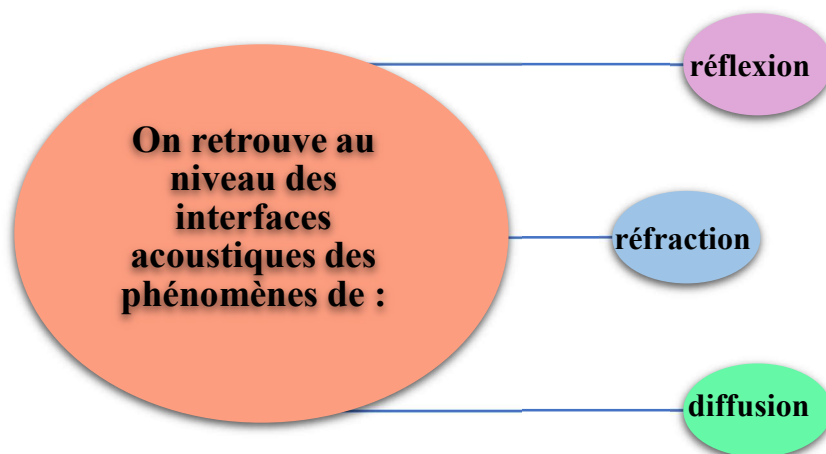 On retrouve au
niveau des
interfaces
acoustiques des
phénomènes de :
réflexion
réfraction
diffusion